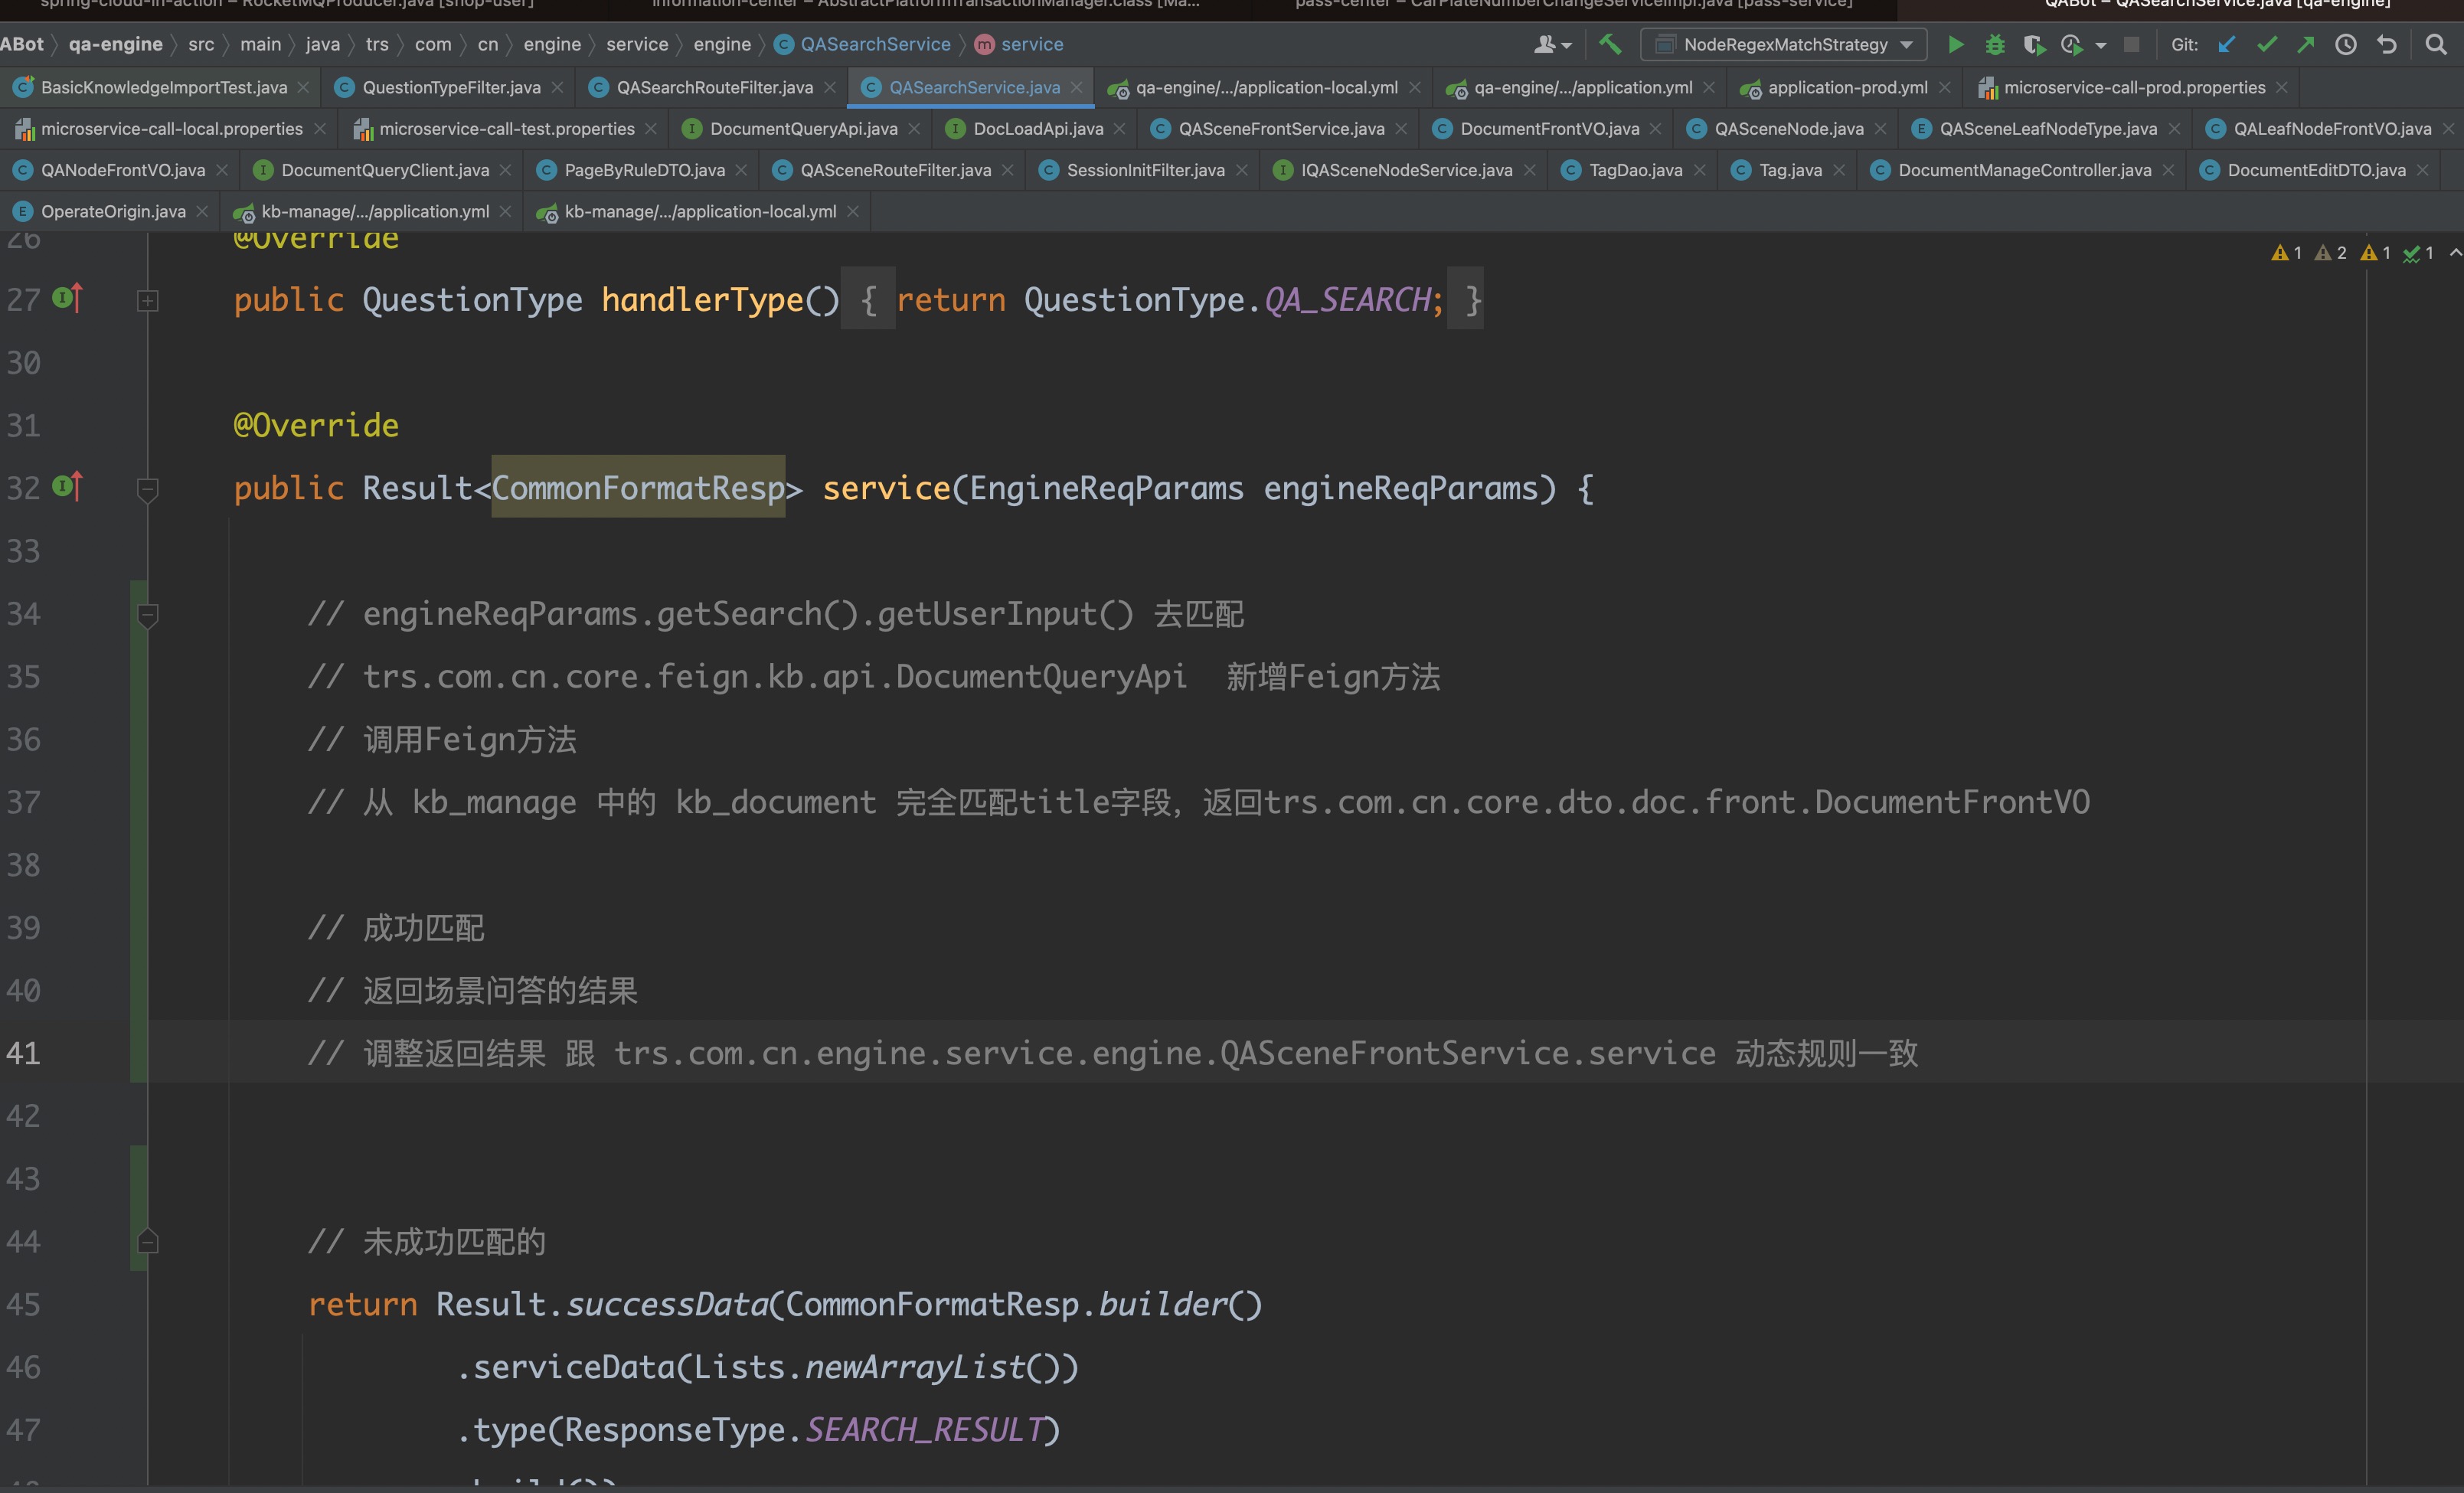 spring-cloud-in-action – RocketMQProducer.java [shop-user] information-center – AbstractPlatformTransactionManager.class [Ma... pass-center – CarPlateNumberChangeServiceImpl.java [pass-service] QABot – QASearchService.java [qa-engine]
ABot qa-engine src main java trs com cn engine service engine QASearchService service NodeRegexMatchStrategy Git:
BasicKnowledgeImportTest.java QuestionTypeFilter.java QASearchRouteFilter.java QASearchService.java qa-engine/.../application-local.yml qa-engine/.../application.yml application-prod.yml microservice-call-prod.properties
microservice-call-local.properties microservice-call-test.properties DocumentQueryApi.java DocLoadApi.java QASceneFrontService.java DocumentFrontVO.java QASceneNode.java QASceneLeafNodeType.java QALeafNodeFrontVO.java
QANodeFrontVO.java DocumentQueryClient.java PageByRuleDTO.java QASceneRouteFilter.java SessionInitFilter.java IQASceneNodeService.java TagDao.java Tag.java DocumentManageController.java DocumentEditDTO.java
OperateOrigin.java kb-manage/.../application.yml kb-manage/.../application-local.yml
26 @Override 1 2 1 1
27 public QuestionType handlerType() { return QuestionType.QA_SEARCH; }
30
31 @Override
32 public Result<CommonFormatResp> service(EngineReqParams engineReqParams) {
33
34 // engineReqParams.getSearch().getUserInput() 去匹配
35 // trs.com.cn.core.feign.kb.api.DocumentQueryApi 新增Feign方法
36 // 调用Feign方法
37 // 从 kb_manage 中的 kb_document 完全匹配title字段，返回trs.com.cn.core.dto.doc.front.DocumentFrontVO
38
39 // 成功匹配
40 // 返回场景问答的结果
41 // 调整返回结果 跟 trs.com.cn.engine.service.engine.QASceneFrontService.service 动态规则一致
42
43
44 // 未成功匹配的
45 return Result.successData(CommonFormatResp.builder()
46 .serviceData(Lists.newArrayList())
47 .type(ResponseType.SEARCH_RESULT)